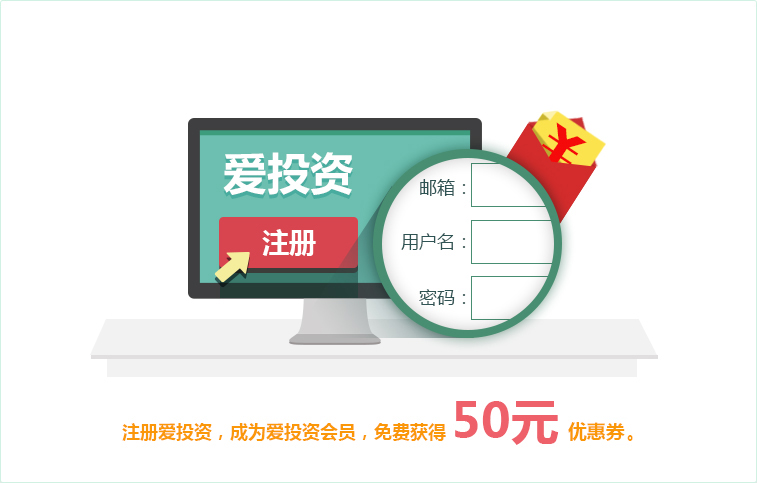 爱投资
注册
邮箱：
用户名：
密码：
¥
注册爱投资，成为爱投资会员，免费获得 50元 优惠券。